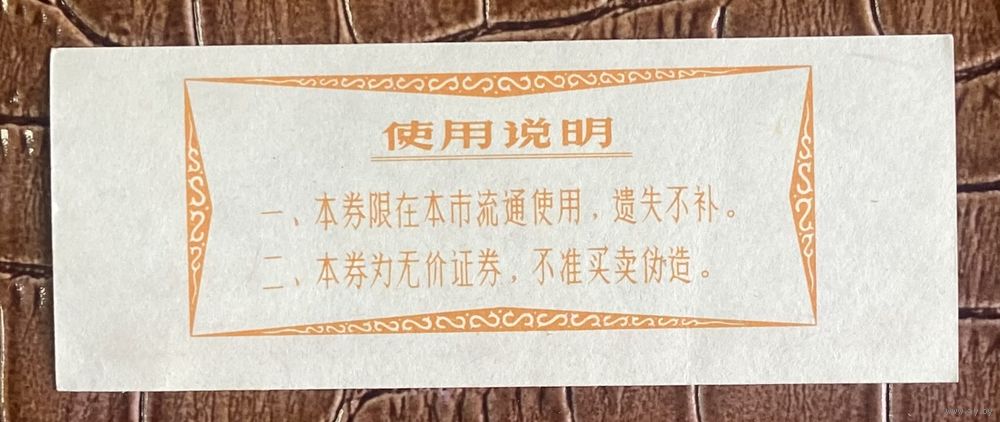 使用说明
一、本券限在本市流通使用，遗失不补。
二、本券为无价证券，不准买卖伪造。